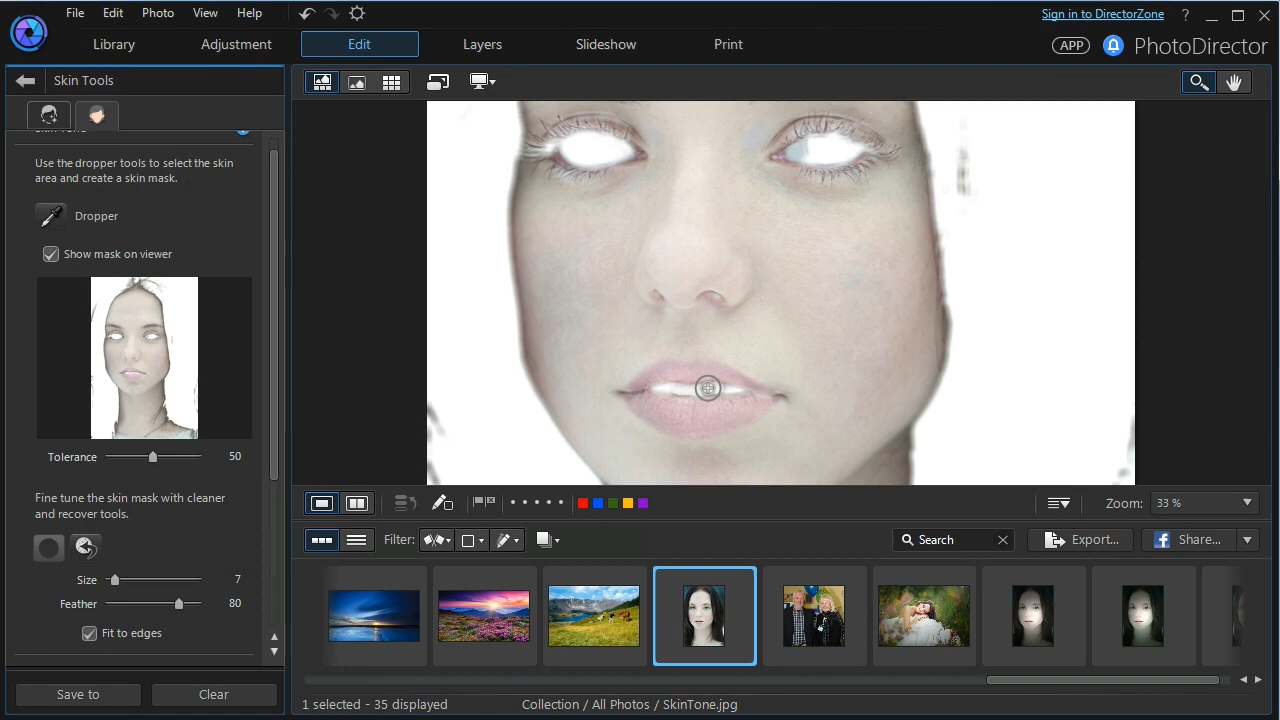 File Edit Photo View Help
Sign in to DirectorZone ?
Library Adjustment Edit Layers Slideshow Print
APP PhotoDirector
Skin Tools
Use the dropper tools to select the skin
area and create a skin mask.
Dropper
Show mask on viewer
Tolerance 50
Fine tune the skin mask with cleaner
and recover tools.
Size 7
Feather 80
Fit to edges
Save to Clear
Zoom: 33 %
Filter: Search Export... Share...
1 selected - 35 displayed Collection / All Photos / SkinTone.jpg